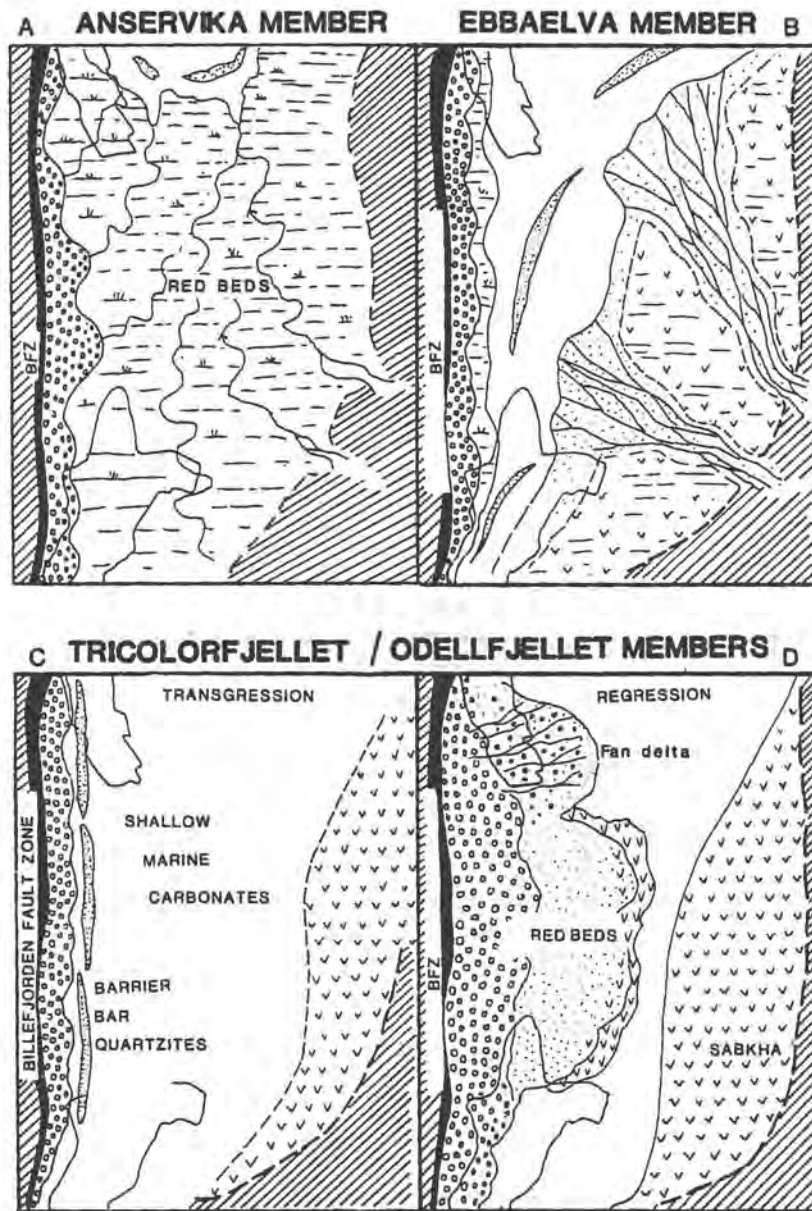 A ANSERVIKA MEMBER
EBBAELVA MEMBER B
RED BEDS
BFZ
BFZ
C TRICOLORFJELLET / ODELLFJELLET MEMBERS D
TRANSGRESSION
SHALLOW
MARINE
CARBONATES
BARRIER
BAR
QUARTZITES
BILLEFJORDEN FAULT ZONE
REGRESSION
Fan delta
RED BEDS
SABKHA
BFZ